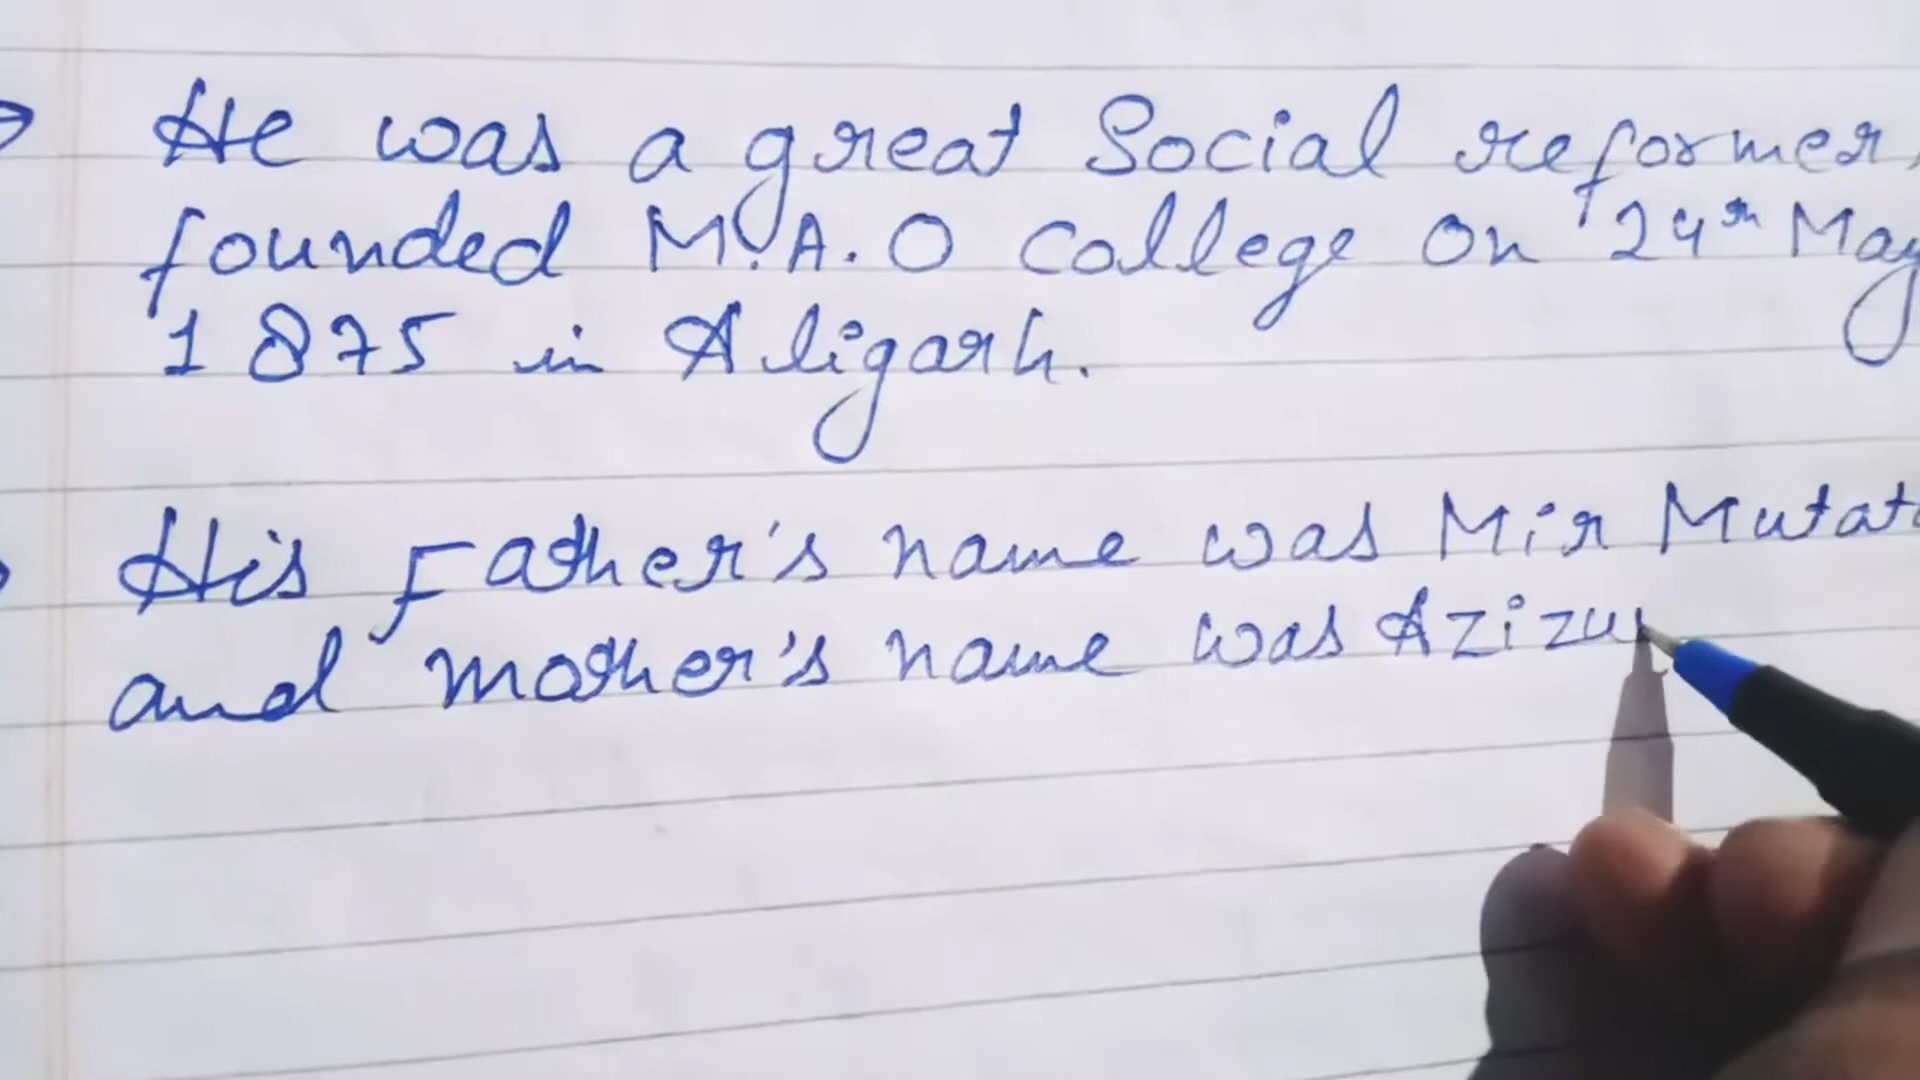 → He was a great Social reformer,
founded M.A.O College On 24th May
1875 in Aligarh.
His Father's name was Mir Mutat
and mother's name was Azizu